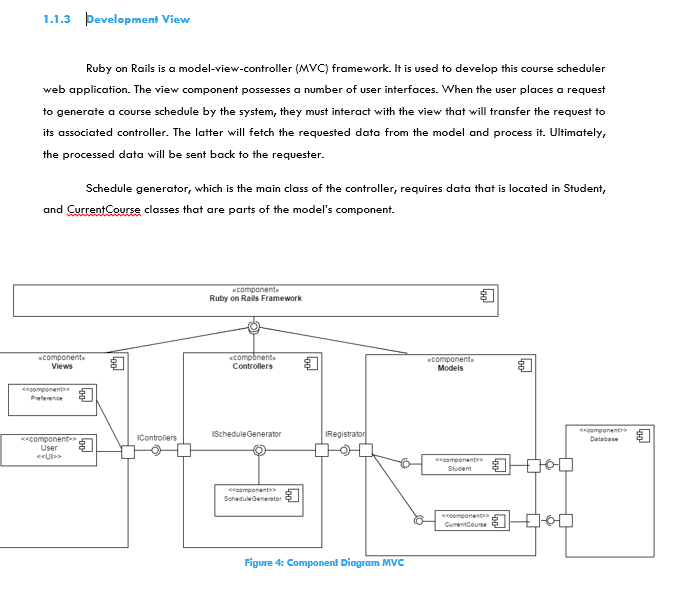 1.1.3 Development View
Ruby on Rails is a model-view-controller (MVC) framework. It is used to develop this course scheduler
web application. The view component possesses a number of user interfaces. When the user places a request
to generate a course schedule by the system, they must interact with the view that will transfer the request to
its associated controller. The latter will fetch the requested data from the model and process it. Ultimately,
the processed data will be sent back to the requester.
Schedule generator, which is the main class of the controller, requires data that is located in Student,
and CurrentCourse classes that are parts of the model's component.
«component»
Ruby on Rails Framework
«component»
Views
<<component>>
Preference
<<component>>
User
<<UI>>
IControllers
«component»
Controllers
IScheduleGenerator
<<component>>
ScheduleGenerator
IRegistrator
«component»
Models
<<component>>
Student
<<component>>
CurrentCourse
<<component>>
Database
Figure 4: Component Diagram MVC